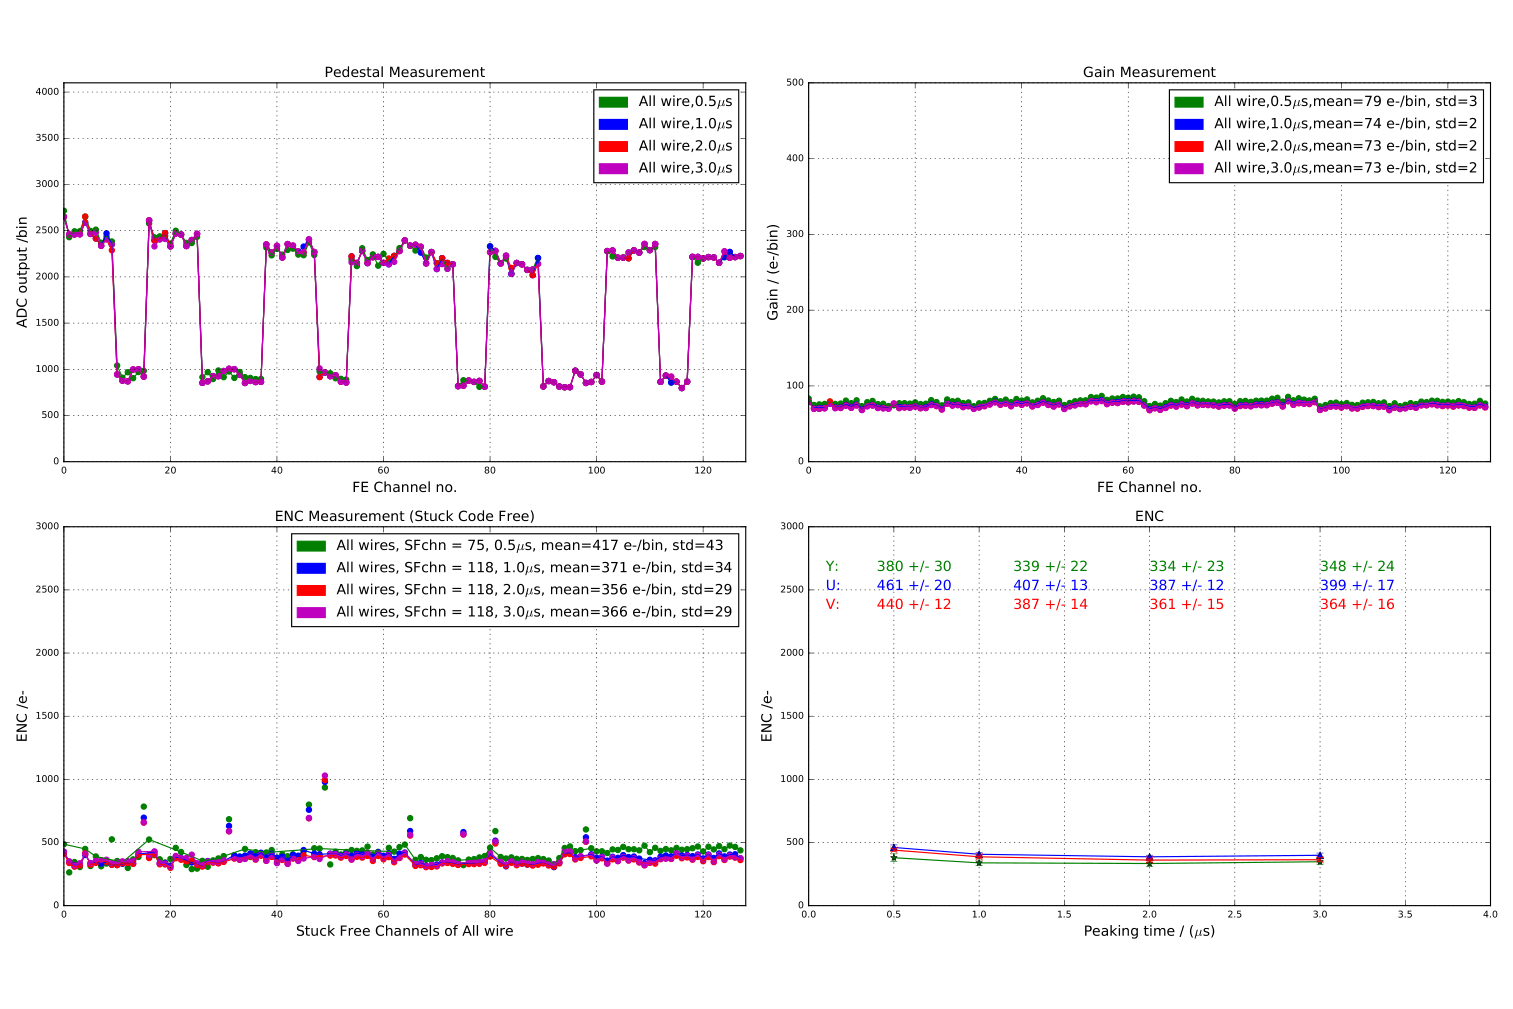 Pedestal Measurement
4000
3500
3000
2500
2000
1500
1000
500
0
ADC output /bin
All wire,0.5μs
All wire,1.0μs
All wire,2.0μs
All wire,3.0μs
0 20 40 60 80 100 120
FE Channel no.
Gain Measurement
500
400
300
200
100
0
Gain / (e-/bin)
All wire,0.5μs,mean=79 e-/bin, std=3
All wire,1.0μs,mean=74 e-/bin, std=2
All wire,2.0μs,mean=73 e-/bin, std=2
All wire,3.0μs,mean=73 e-/bin, std=2
0 20 40 60 80 100 120
FE Channel no.
ENC Measurement (Stuck Code Free)
3000
2500
2000
1500
1000
500
0
ENC /e-
All wires, SFchn = 75, 0.5μs, mean=417 e-/bin, std=43
All wires, SFchn = 118, 1.0μs, mean=371 e-/bin, std=34
All wires, SFchn = 118, 2.0μs, mean=356 e-/bin, std=29
All wires, SFchn = 118, 3.0μs, mean=366 e-/bin, std=29
0 20 40 60 80 100 120
Stuck Free Channels of All wire
ENC
3000
2500
2000
1500
1000
500
0
ENC /e-
Y: 380 +/- 30 339 +/- 22 334 +/- 23 348 +/- 24
U: 461 +/- 20 407 +/- 13 387 +/- 12 399 +/- 17
V: 440 +/- 12 387 +/- 14 361 +/- 15 364 +/- 16
0.0 0.5 1.0 1.5 2.0 2.5 3.0 3.5 4.0
Peaking time / (μs)